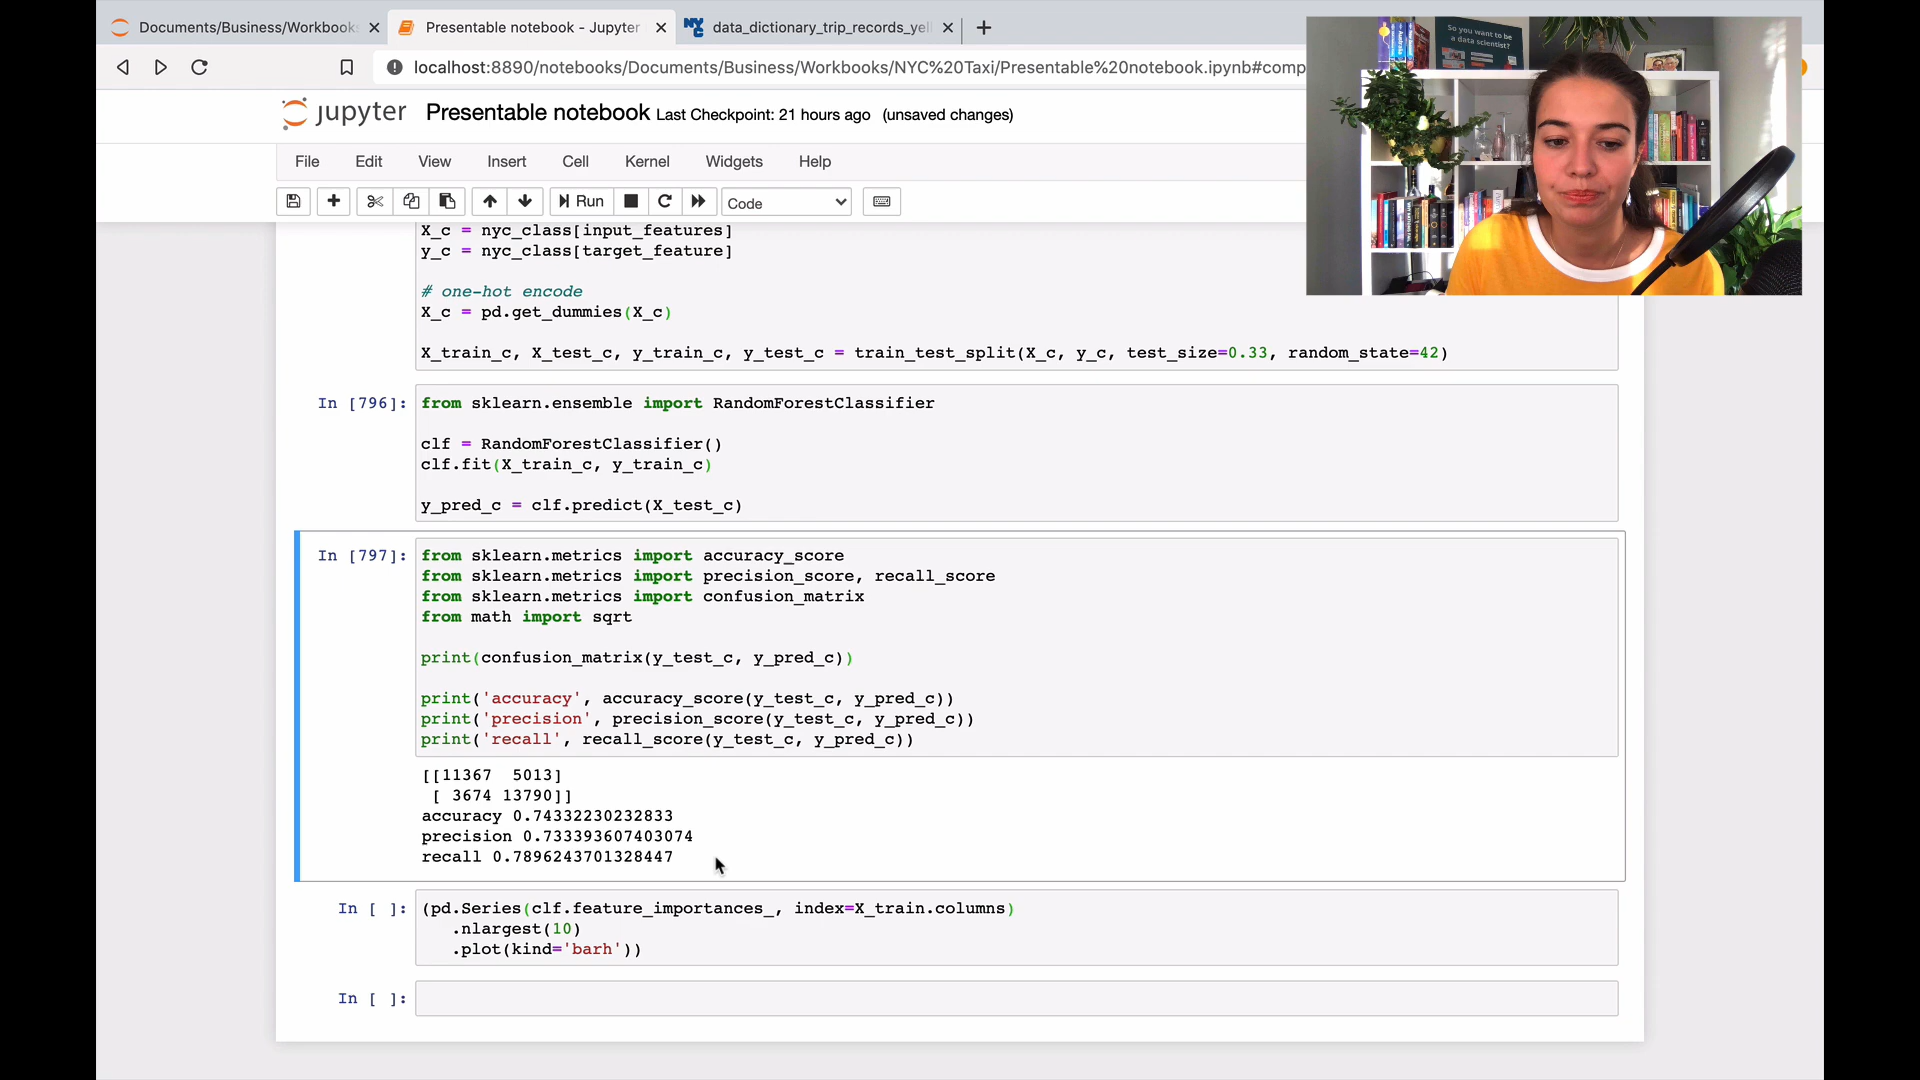 Documents/Business/Workbooks
Presentable notebook - Jupyter
NYC
data_dictionary_trip_records_yell
localhost:8890/notebooks/Documents/Business/Workbooks/NYC%20Taxi/Presentable%20notebook.ipynb#comp
jupyter Presentable notebook Last Checkpoint: 21 hours ago (unsaved changes)
File Edit View Insert Cell Kernel Widgets Help
Run Code
So you want to be
a data scientist?
X_c = nyc_class[input_features]
y_c = nyc_class[target_feature]
# one-hot encode
X_c = pd.get_dummies(X_c)
X_train_c, X_test_c, y_train_c, y_test_c = train_test_split(X_c, y_c, test_size=0.33, random_state=42)
In [796]: from sklearn.ensemble import RandomForestClassifier
clf = RandomForestClassifier()
clf.fit(X_train_c, y_train_c)
y_pred_c = clf.predict(X_test_c)
In [797]: from sklearn.metrics import accuracy_score
from sklearn.metrics import precision_score, recall_score
from sklearn.metrics import confusion_matrix
from math import sqrt
print(confusion_matrix(y_test_c, y_pred_c))
print('accuracy', accuracy_score(y_test_c, y_pred_c))
print('precision', precision_score(y_test_c, y_pred_c))
print('recall', recall_score(y_test_c, y_pred_c))
[[11367 5013]
[ 3674 13790]]
accuracy 0.74332230232833
precision 0.733393607403074
recall 0.7896243701328447
In [ ]: (pd.Series(clf.feature_importances_, index=X_train.columns)
.nlargest(10)
.plot(kind='barh'))
In [ ]: